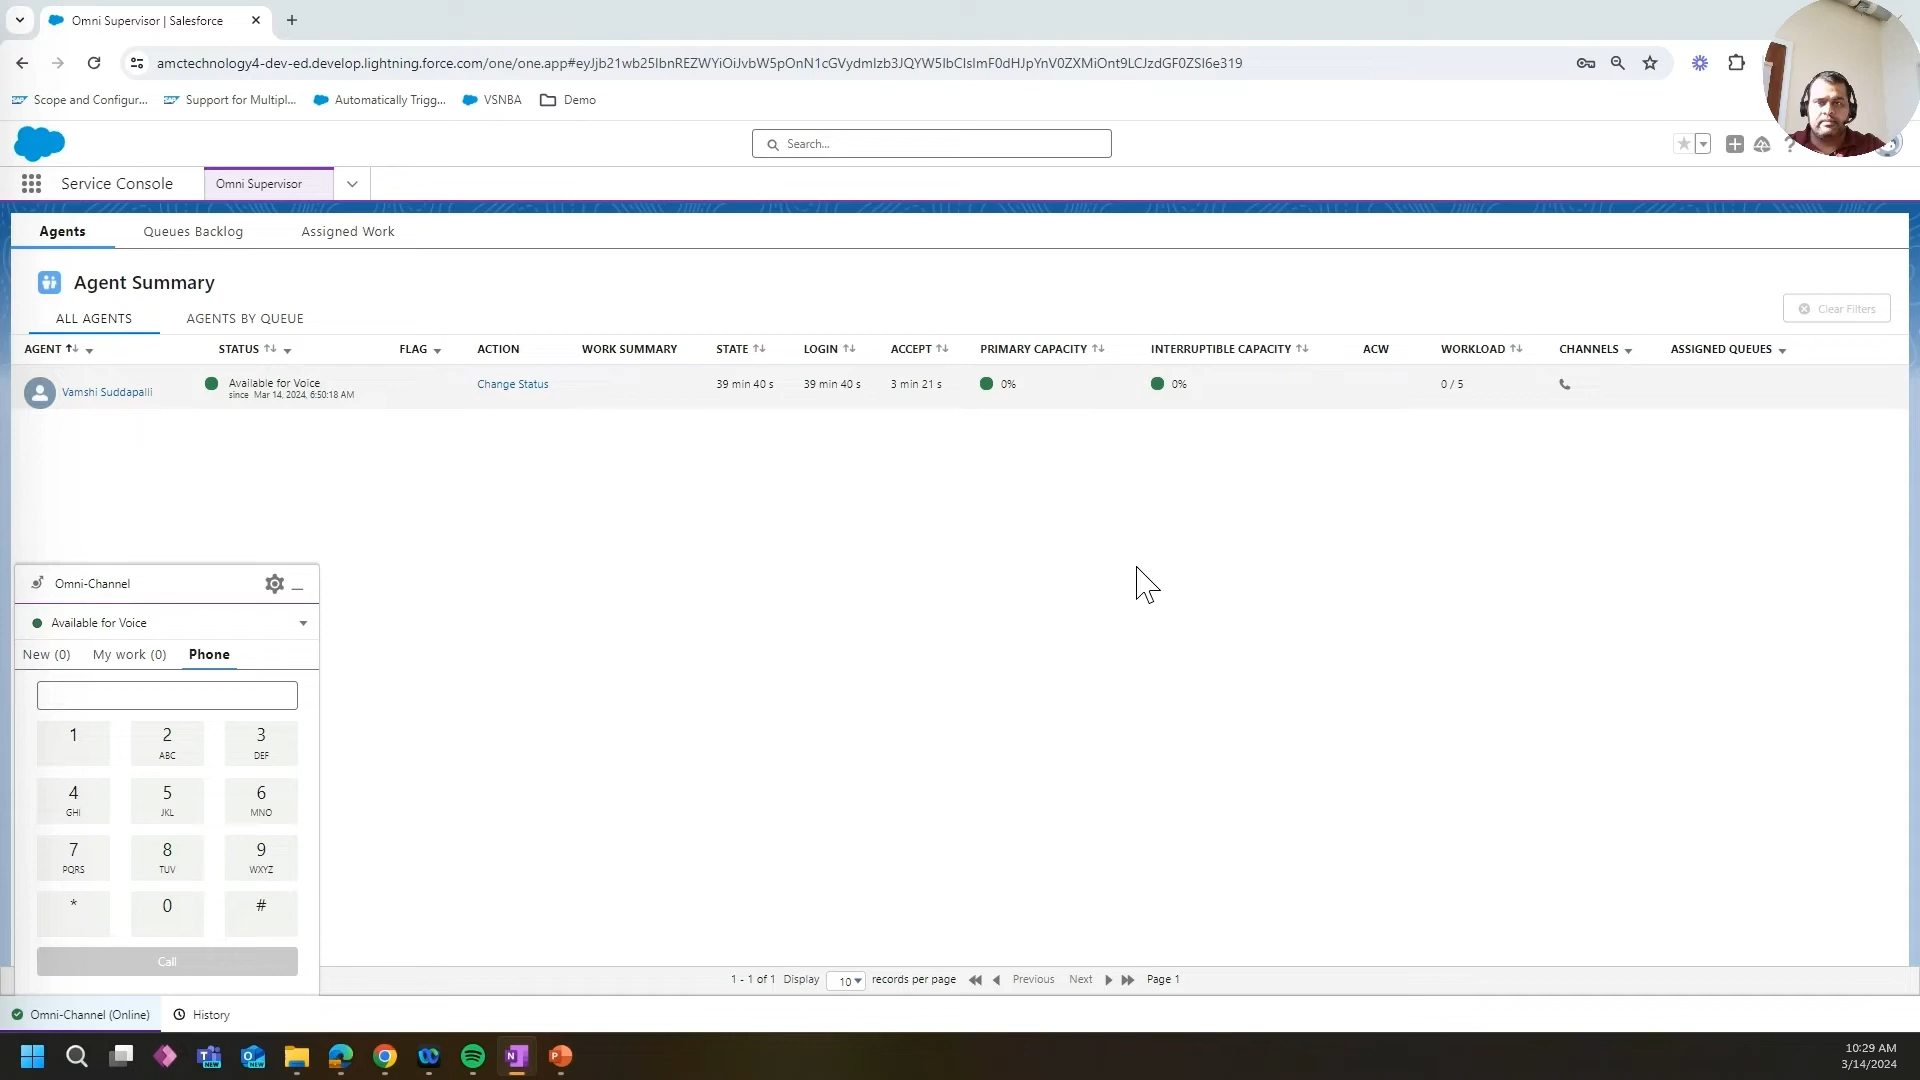 Omni Supervisor | Salesforce
amctechnology4-dev-ed.develop.lightning.force.com/one/one.app#eyJjb21wb25lbnREZWYiOiJvbW5pOnN1cGVydmlzb3JQYW5lbCIsImF0dHJpYnV0ZXMiOnt9LCJzdGF0ZSI6e319
Scope and Configur... Support for Multipl... Automatically Trigg... VSNBA Demo
Search...
Service Console Omni Supervisor
Agents Queues Backlog Assigned Work
Agent Summary
Clear Filters
ALL AGENTS AGENTS BY QUEUE
AGENT STATUS FLAG ACTION WORK SUMMARY STATE LOGIN ACCEPT PRIMARY CAPACITY INTERRUPTIBLE CAPACITY ACW WORKLOAD CHANNELS ASSIGNED QUEUES
Vamshi Suddapalli Available for Voice Change Status 39 min 40 s 39 min 40 s 3 min 21 s 0% 0% 0 / 5
since Mar 14, 2024, 6:50:18 AM
Omni-Channel
Available for Voice
New (0) My work (0) Phone
1 2 3
ABC DEF
4 5 6
GHI JKL MNO
7 8 9
PQRS TUV WXYZ
* 0 #
Call
1 - 1 of 1 Display 10 records per page Previous Next Page 1
Omni-Channel (Online) History
10:29 AM
3/14/2024